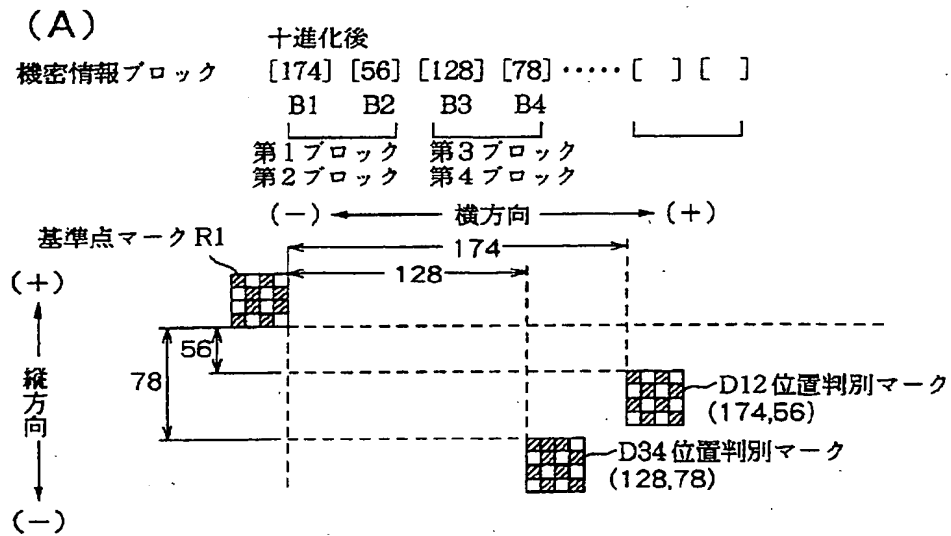 (A)
十進化後
機密情報ブロック [174] [56] [128] [78] ····· [ ] [ ]
B1 B2 B3 B4
第1ブロック 第3ブロック
第2ブロック 第4ブロック
(−) 横方向 (+)
基準点マークR1
174
128
(+)
56
78
縦方向
D12位置判別マーク
(174,56)
D34位置判別マーク
(128,78)
(−)